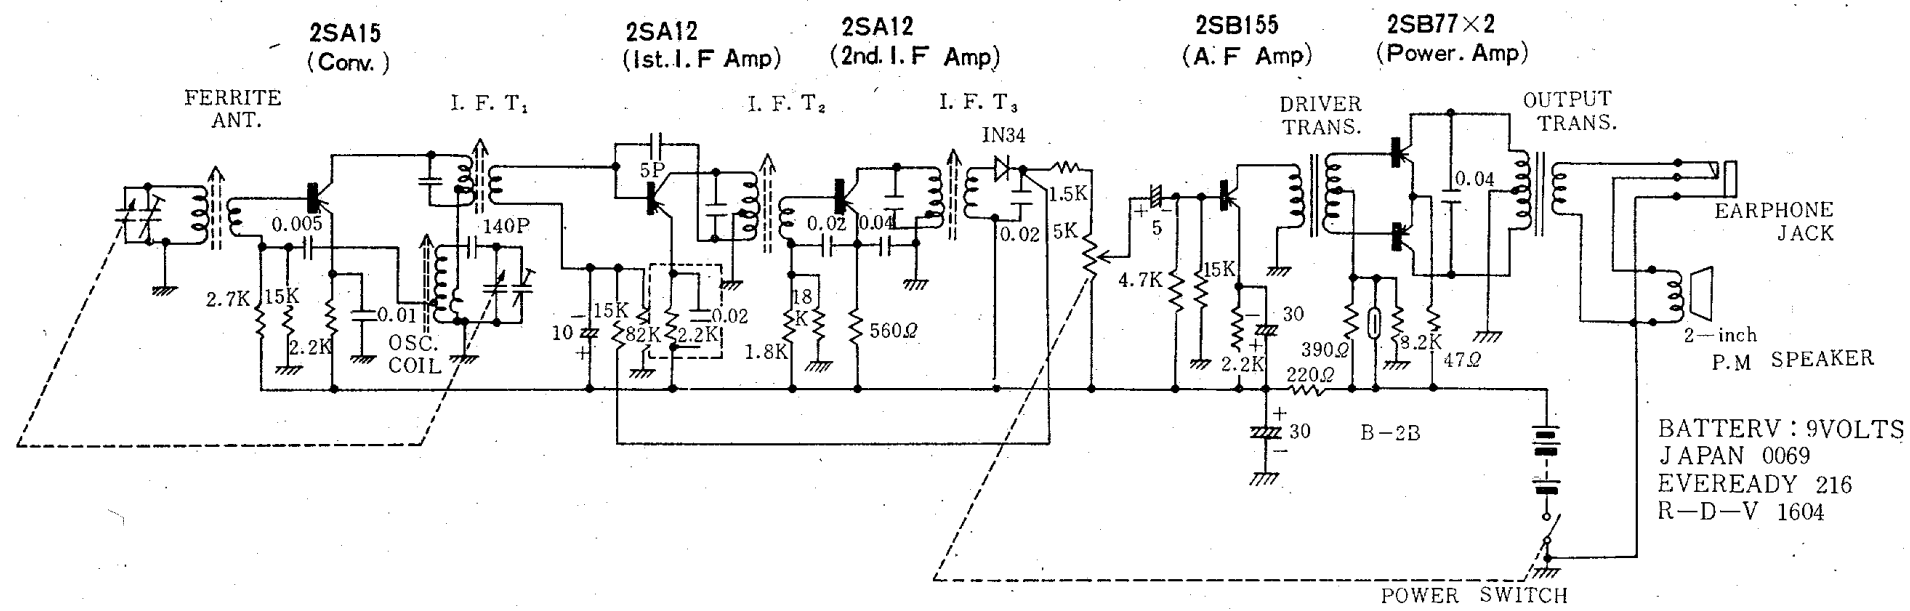 2SA15
(Conv.)
2SA12
(1st. I. F Amp)
2SA12
(2nd. I. F Amp)
2SB155
(A. F Amp)
2SB77×2
(Power. Amp)
FERRITE
ANT.
I. F. T₁
I. F. T₂
I. F. T₃
IN34
DRIVER
TRANS.
OUTPUT
TRANS.
5P
1.5K
0.04
0.005
140P
0.02
0.04
0.02
5K
+ −
5
EARPHONE
JACK
2.7K
15K
2.2K
0.01
OSC.
COIL
−
10
+
15K
82K
2.2K
0.02
18
K
1.8K
560Ω
4.7K
15K
−
30
+
2.2K
390Ω
220Ω
8.2K
47Ω
2−inch
P.M SPEAKER
+
30
−
B−2B
BATTERV : 9VOLTS
JAPAN 0069
EVEREADY 216
R−D−V 1604
POWER SWITCH